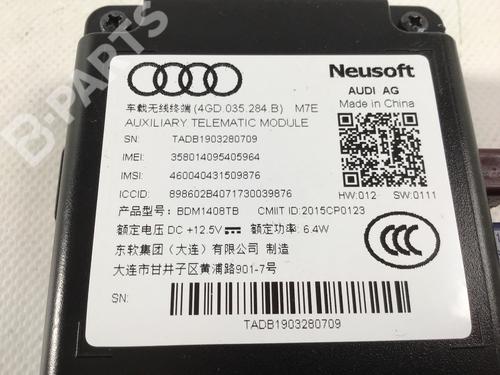 Neusoft
车载无线终端 (4GD.035.284.B) M7E
AUDI AG
AUXILIARY TELEMATIC MODULE
Made in China
SN: TADB1903280709
IMEI: 358014095405964
IMSI: 460040431509876
ICCID: 898602B4071730039876
HW:012 SW:0111
产品型号: BDM1408TB CMIIT ID:2015CP0123
额定电压 DC +12.5V 额定功率: 6.4W
东软集团（大连）有限公司 制造
大连市甘井子区黄浦路901-7号
CCC
SN:
TADB1903280709
B-PARTS